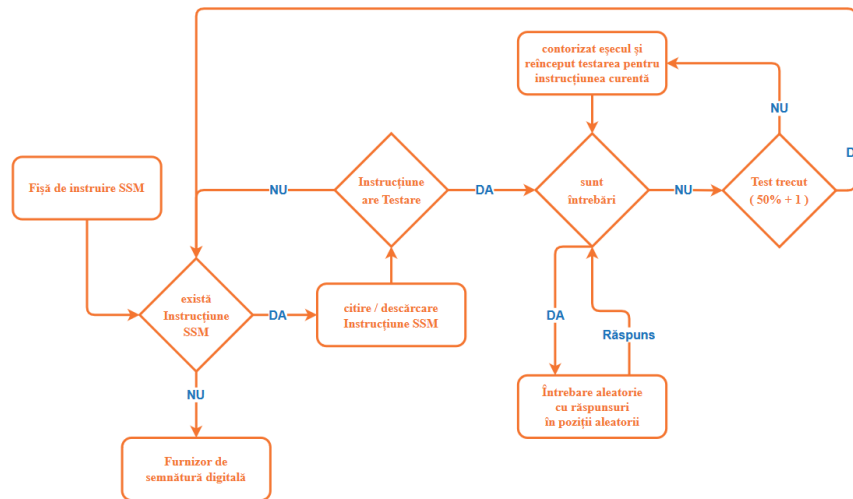 contorizat eșecul și
reînceput testarea pentru
instrucțiunea curentă
NU
Fișă de instruire SSM
NU
Instrucțiune
are Testare
DA
sunt
întrebări
NU
Test trecut
( 50% + 1 )
D
există
Instrucțiune
SSM
DA
citire / descărcare
Instrucțiune SSM
DA
Răspuns
NU
Întrebare aleatorie
cu răspunsuri
în poziții aleatorii
Furnizor de
semnătură digitală